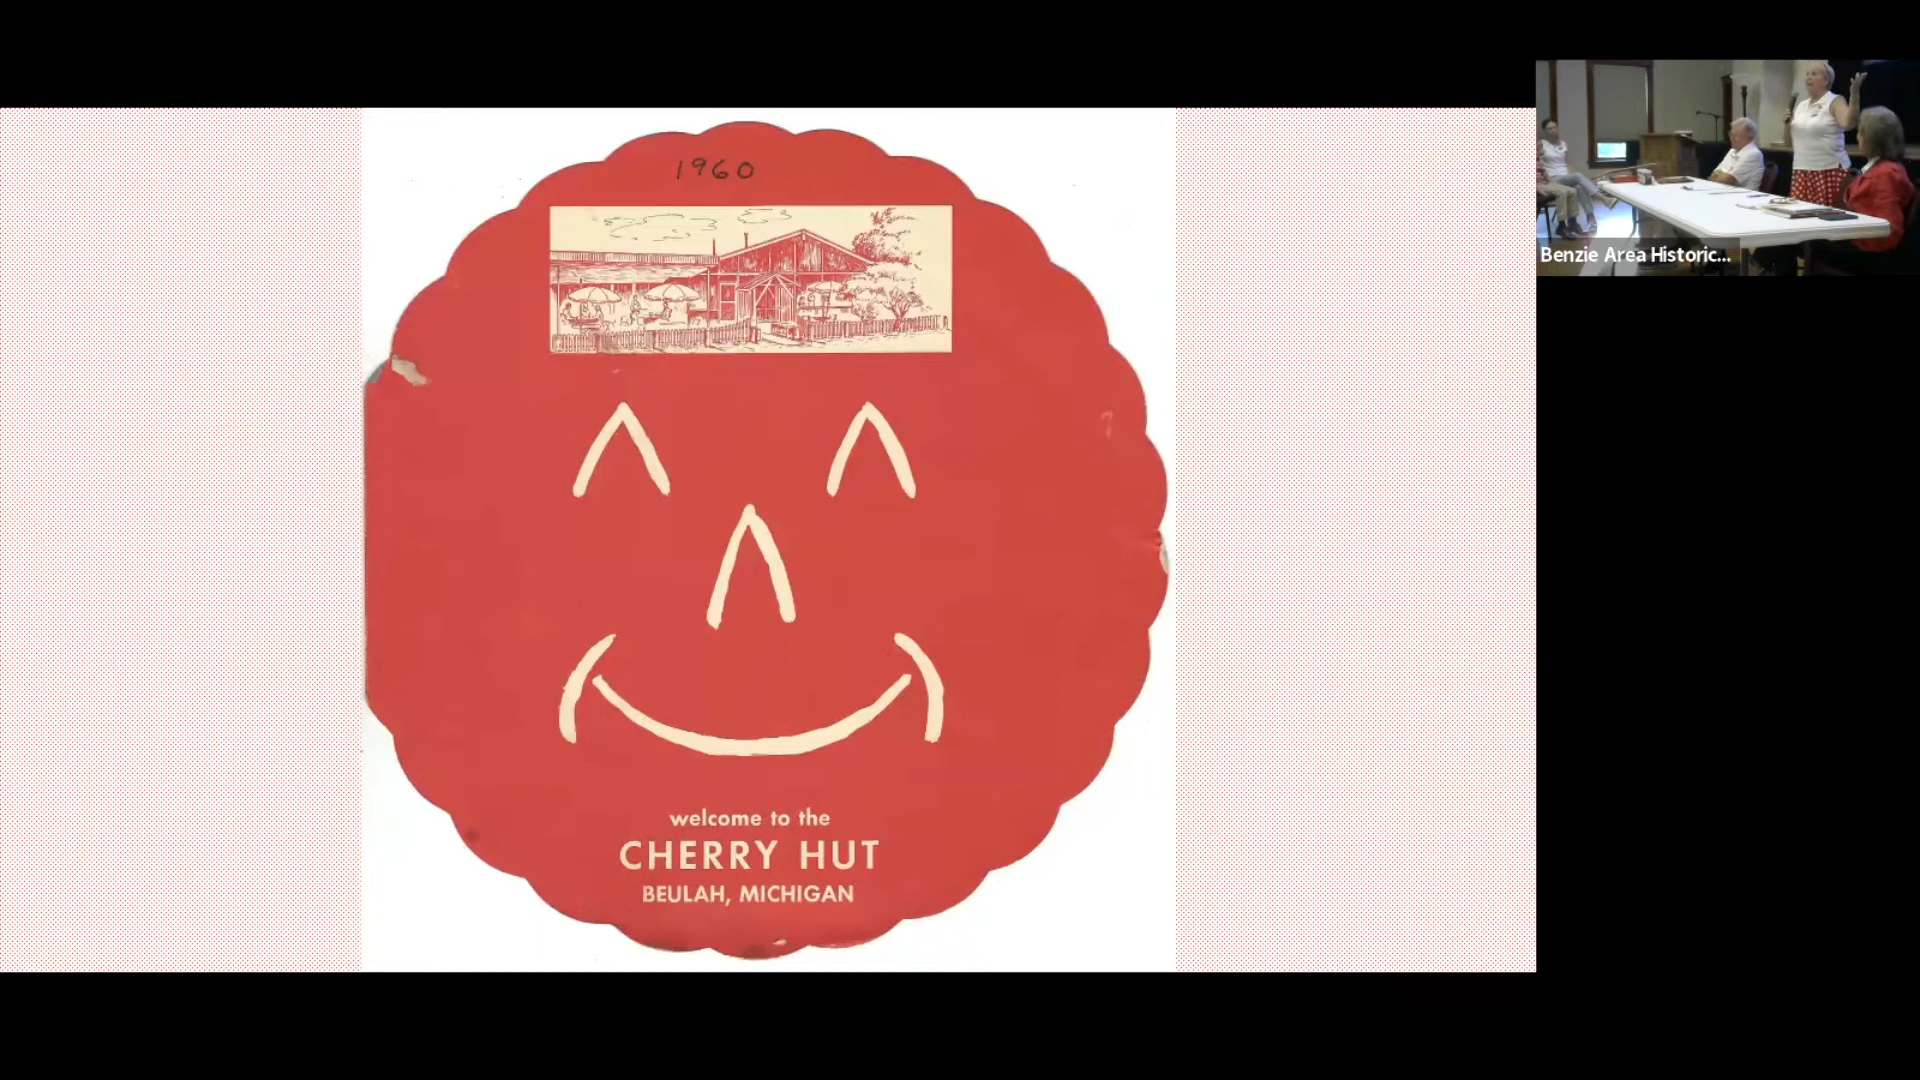 1960
welcome to the
CHERRY HUT
BEULAH, MICHIGAN
Benzie Area Historic...